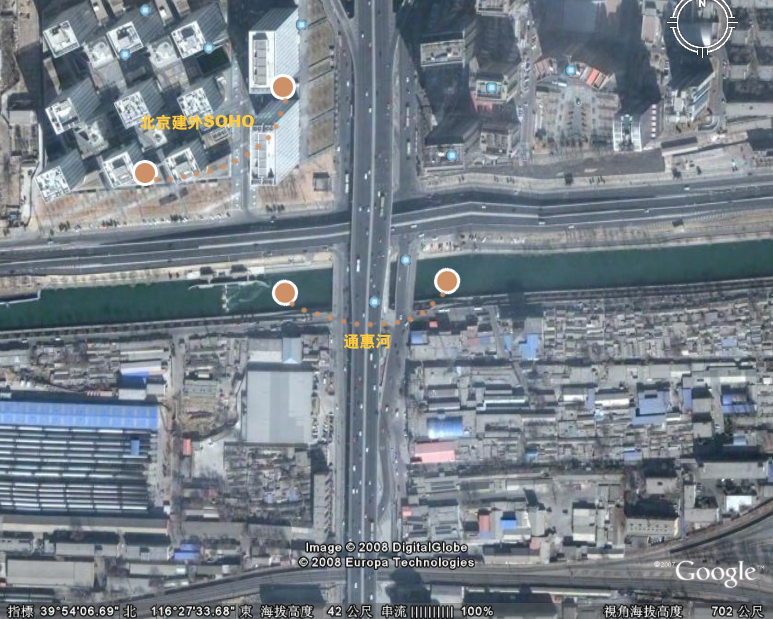 N
北京建外SOHO
通惠河
Image © 2008 DigitalGlobe
© 2008 Europa Technologies
Google
指標 39°54'06.69" 北 116°27'33.68" 東 海拔高度 42 公尺 串流 |||||||||| 100% 視角海拔高度 702 公尺